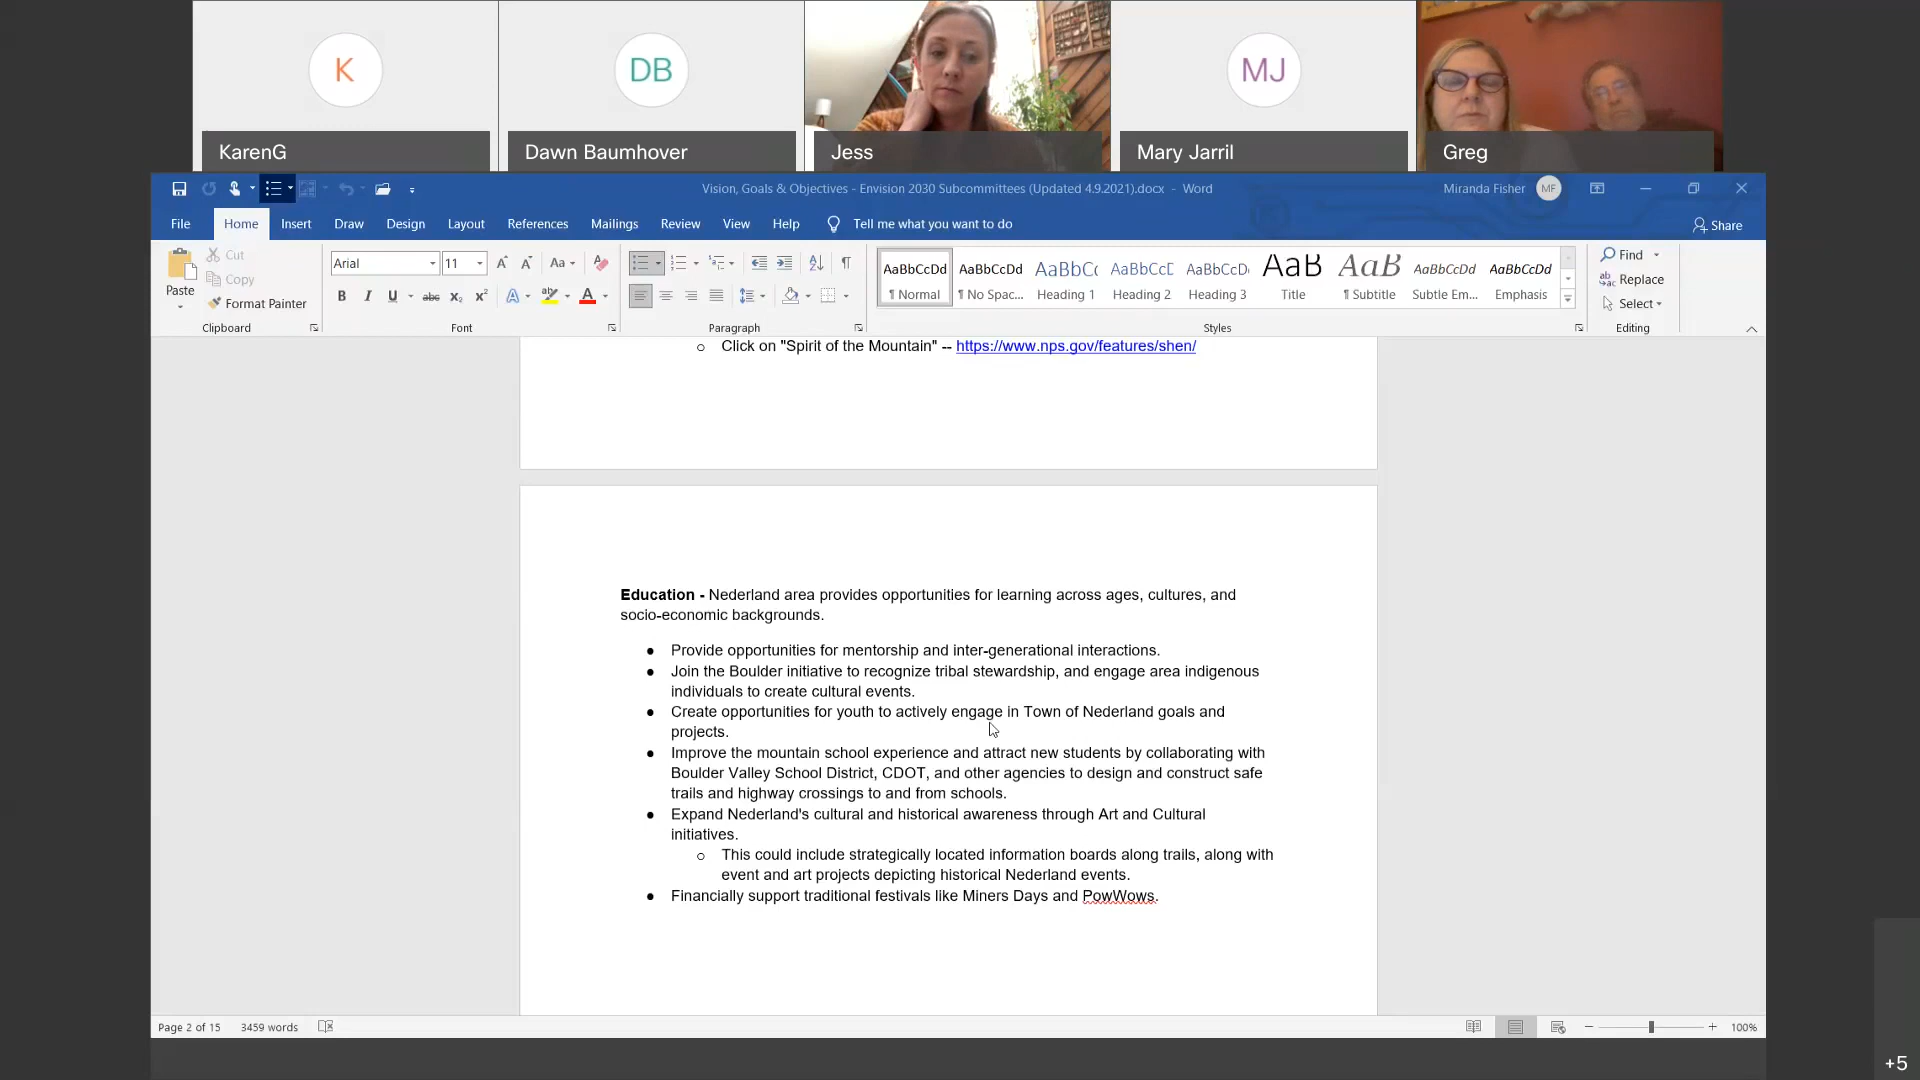 K
DB
MJ
KarenG
Dawn Baumhover
Jess
Mary Jarril
Greg
Vision, Goals & Objectives - Envision 2030 Subcommittees (Updated 4.9.2021).docx - Word
Miranda Fisher MF
File Home Insert Draw Design Layout References Mailings Review View Help Tell me what you want to do Share
Paste
Cut
Copy
Format Painter
Clipboard
Arial 11
Font
Paragraph
AaBbCcDd AaBbCcDd AaBbCc AaBbCcD AaBbCcDc AaB AaB AaBbCcDd AaBbCcDd
¶ Normal ¶ No Spac... Heading 1 Heading 2 Heading 3 Title ¶ Subtitle Subtle Em... Emphasis
Styles
Find
Replace
Select
Editing
o Click on "Spirit of the Mountain" -- https://www.nps.gov/features/shen/
Education - Nederland area provides opportunities for learning across ages, cultures, and
socio-economic backgrounds.
● Provide opportunities for mentorship and inter-generational interactions.
● Join the Boulder initiative to recognize tribal stewardship, and engage area indigenous
individuals to create cultural events.
● Create opportunities for youth to actively engage in Town of Nederland goals and
projects.
● Improve the mountain school experience and attract new students by collaborating with
Boulder Valley School District, CDOT, and other agencies to design and construct safe
trails and highway crossings to and from schools.
● Expand Nederland's cultural and historical awareness through Art and Cultural
initiatives.
o This could include strategically located information boards along trails, along with
event and art projects depicting historical Nederland events.
● Financially support traditional festivals like Miners Days and PowWows.
Page 2 of 15 3459 words
100%
+5